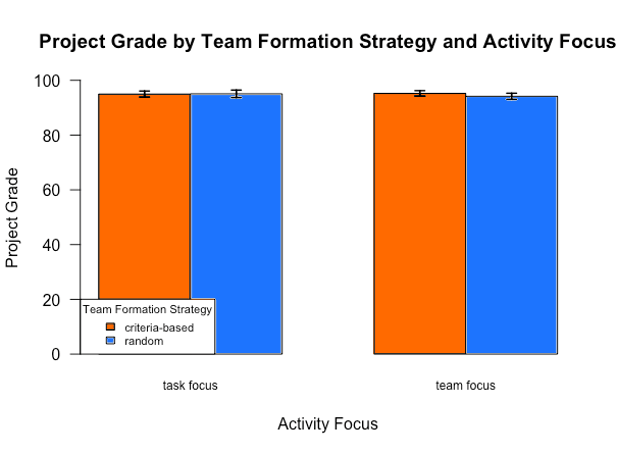 Project Grade by Team Formation Strategy and Activity Focus
Project Grade
100
80
60
40
20
0
Team Formation Strategy
criteria-based
random
task focus
team focus
Activity Focus